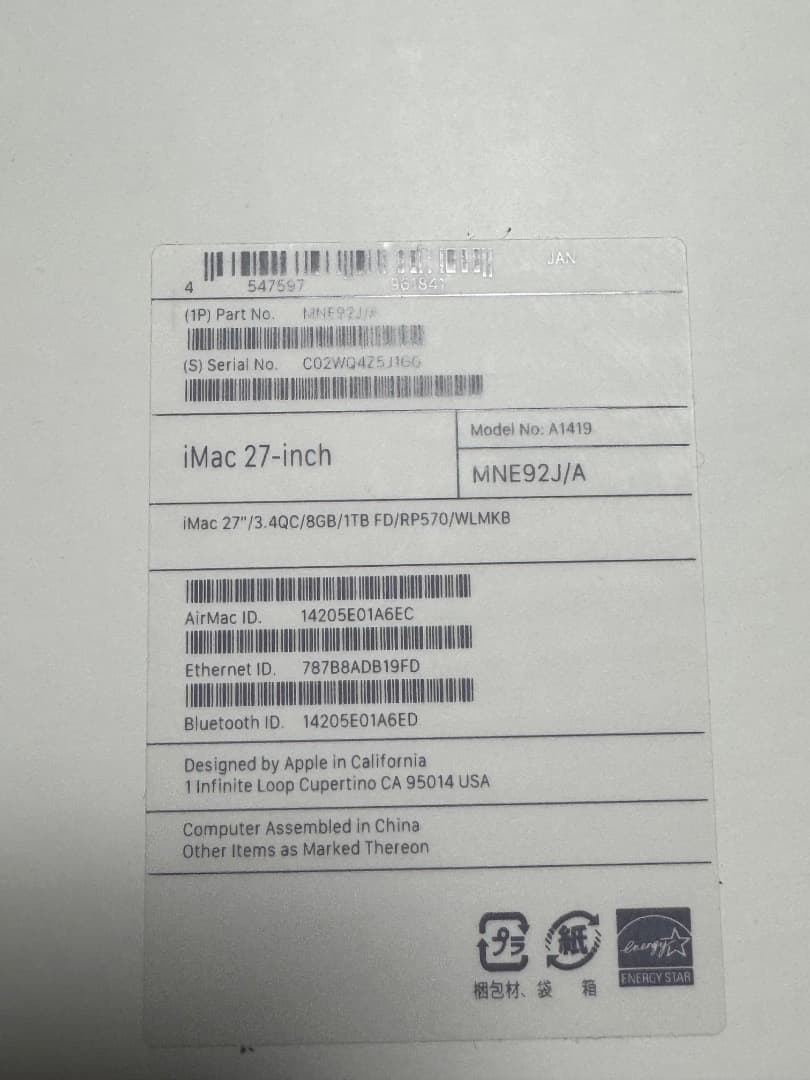 JAN
4 547597 961841
(1P) Part No. MNE92J/A
(S) Serial No. C02WQ4Z5J1GG
iMac 27-inch
Model No: A1419
MNE92J/A
iMac 27"/3.4QC/8GB/1TB FD/RP570/WLMKB
AirMac ID. 14205E01A6EC
Ethernet ID. 787B8ADB19FD
Bluetooth ID. 14205E01A6ED
Designed by Apple in California
1 Infinite Loop Cupertino CA 95014 USA
Computer Assembled in China
Other Items as Marked Thereon
プラ 紙 energy
ENERGY STAR
梱包材、袋 箱